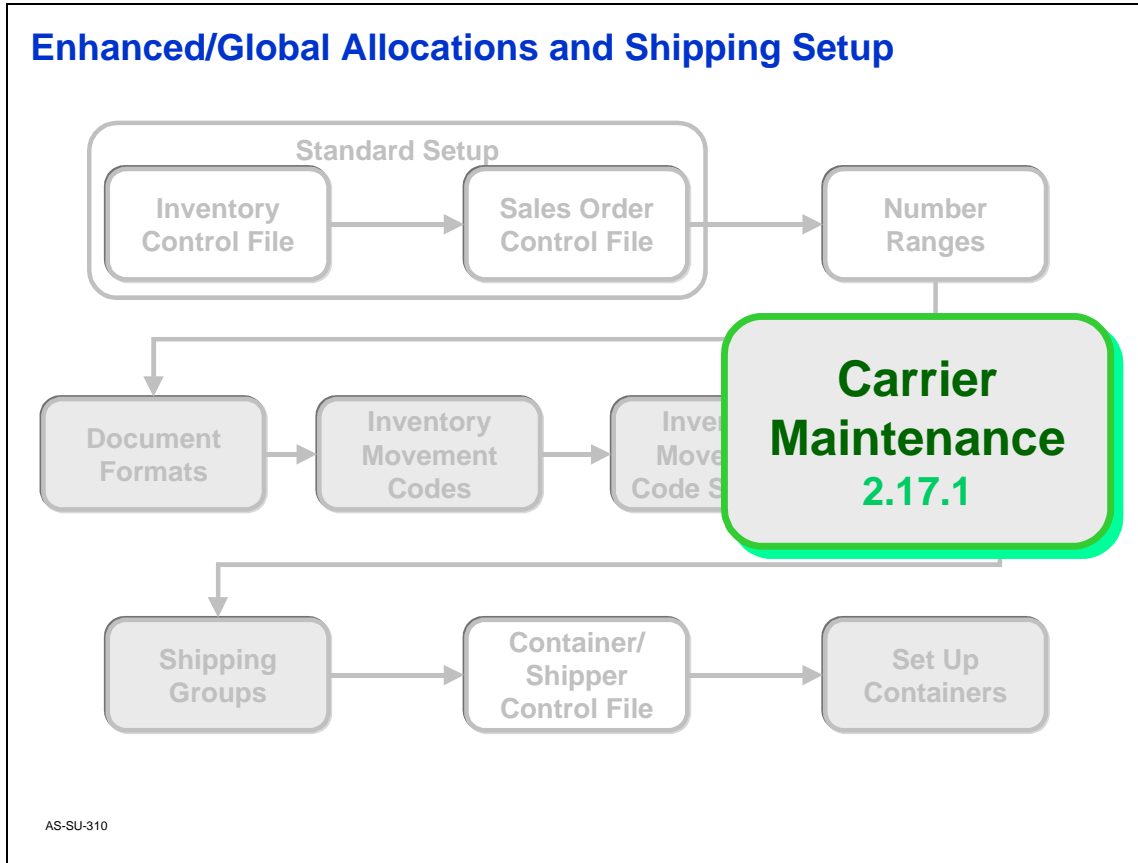 Enhanced/Global Allocations and Shipping Setup
Standard Setup
Inventory
Control File
Sales Order
Control File
Number
Ranges
Document
Formats
Inventory
Movement
Codes
Code
Carrier
Maintenance
2.17.1
Shipping
Groups
Container/
Shipper
Control File
Set Up
Containers
AS-SU-310